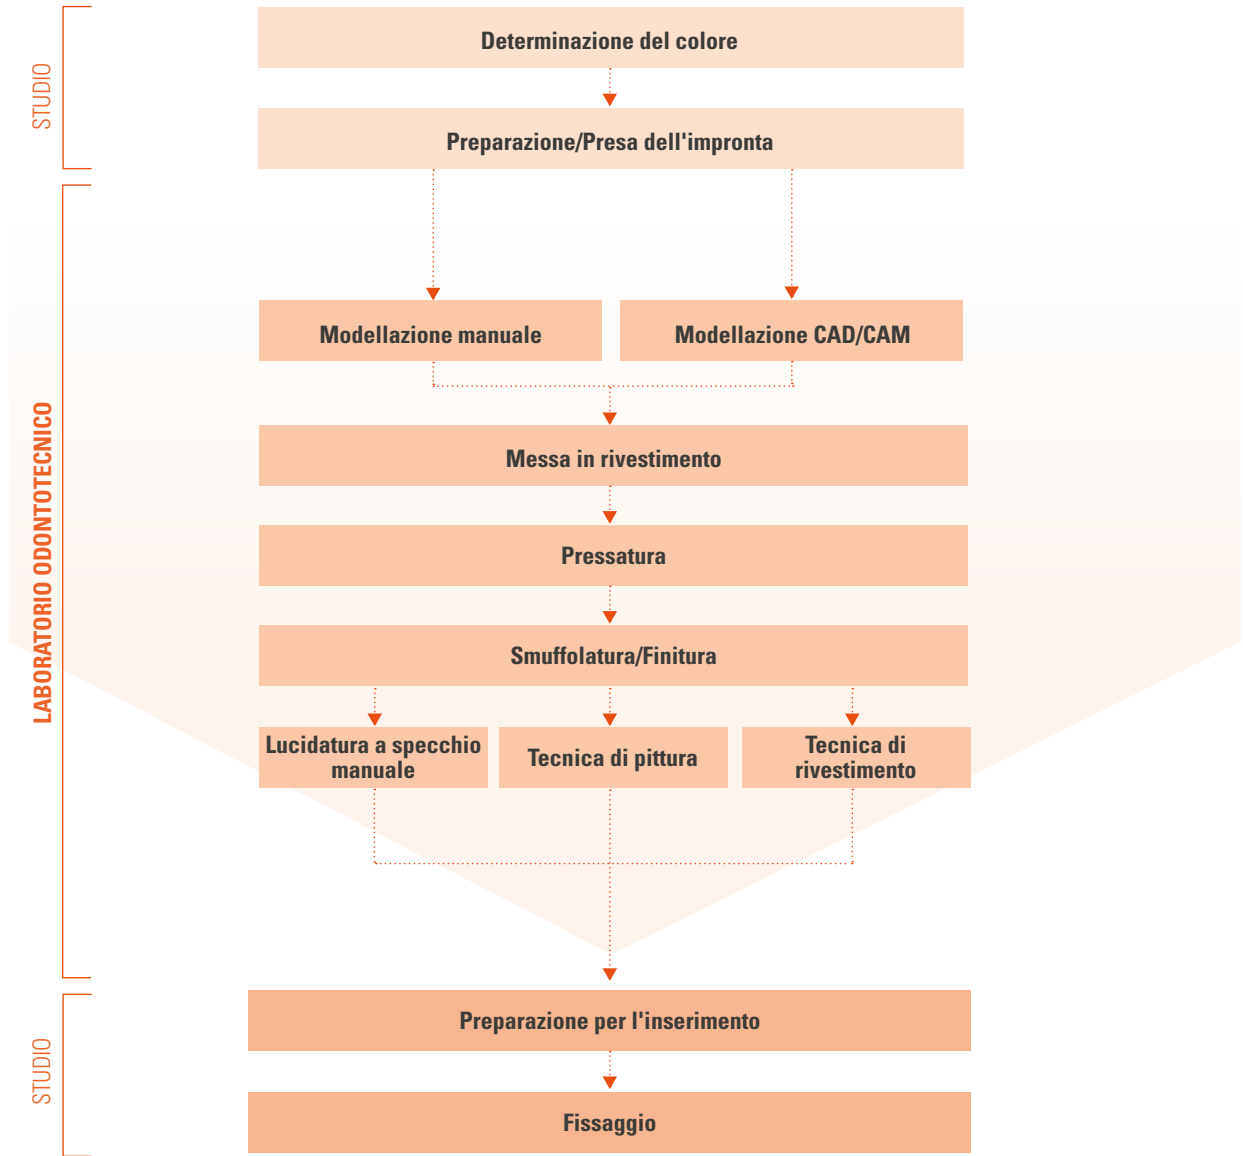 STUDIO
Determinazione del colore
Preparazione/Presa dell'impronta
LABORATORIO ODONTOTECNICO
Modellazione manuale
Modellazione CAD/CAM
Messa in rivestimento
Pressatura
Smuffolatura/Finitura
Lucidatura a specchio
manuale
Tecnica di pittura
Tecnica di
rivestimento
STUDIO
Preparazione per l'inserimento
Fissaggio